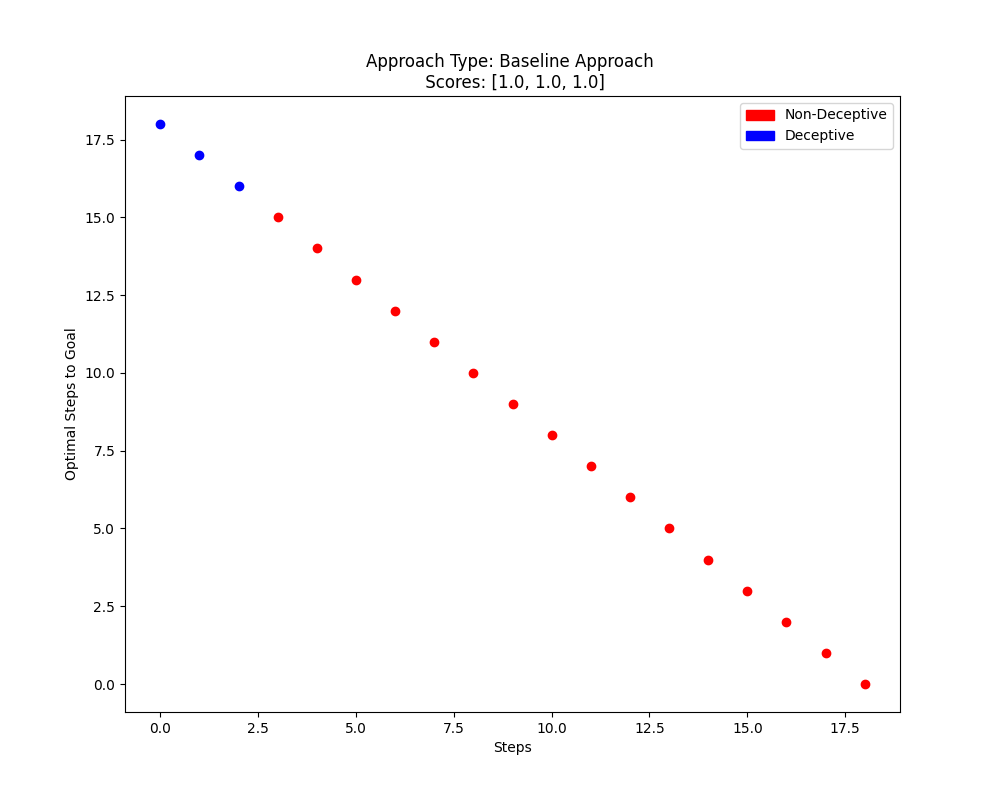 Approach Type: Baseline Approach
Scores: [1.0, 1.0, 1.0]
Non-Deceptive
Deceptive
17.5
15.0
12.5
10.0
7.5
5.0
2.5
0.0
Optimal Steps to Goal
0.0 2.5 5.0 7.5 10.0 12.5 15.0 17.5
Steps